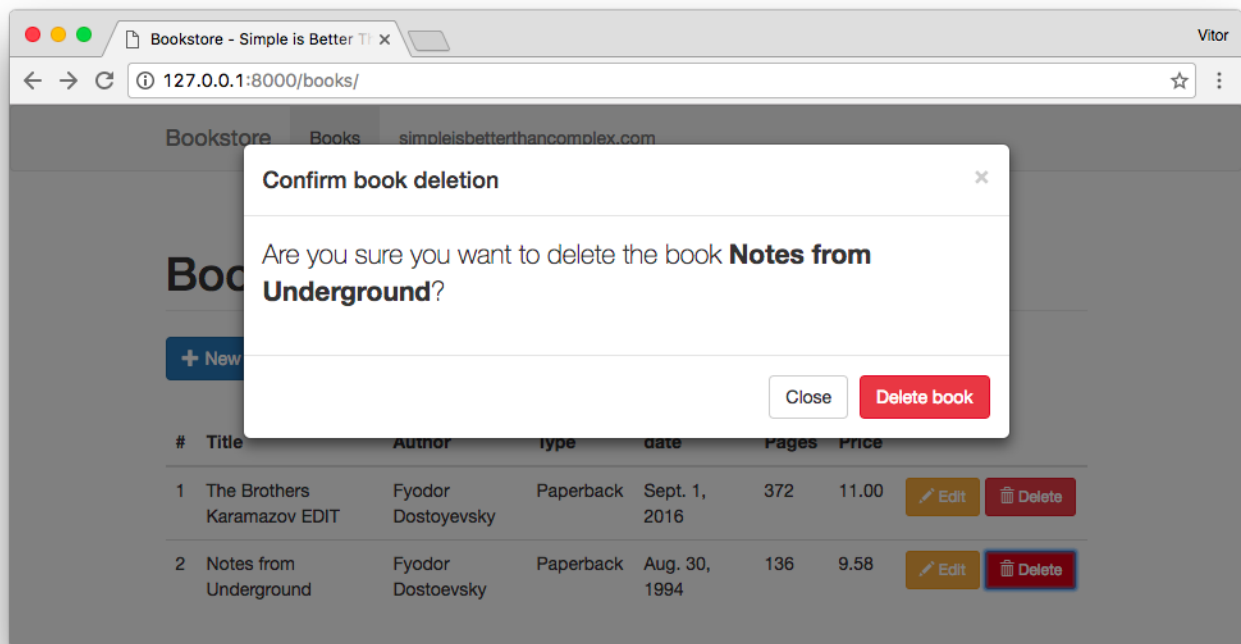 Bookstore - Simple is Better Th
Vitor
127.0.0.1:8000/books/
Bookstore Books simpleisbetterthancomplex.com
Confirm book deletion ×
Are you sure you want to delete the book Notes from
Underground?
Boo
New
Close Delete book
# Title Author Type date Pages Price
1 The Brothers Fyodor Paperback Sept. 1, 372 11.00 Edit Delete
Karamazov EDIT Dostoyevsky 2016
2 Notes from Fyodor Paperback Aug. 30, 136 9.58 Edit Delete
Underground Dostoevsky 1994